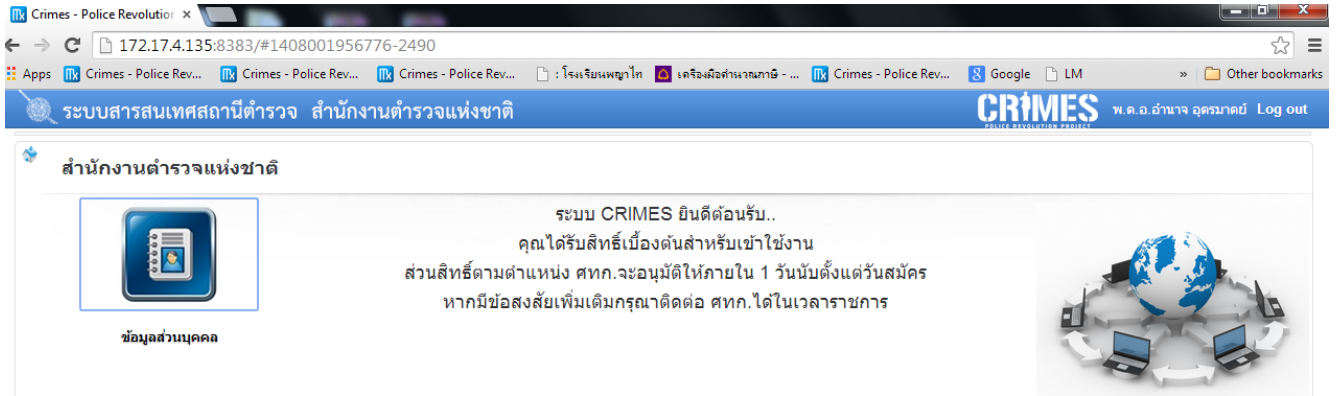 Crimes - Police Revolution
172.17.4.135:8383/#1408001956776-2490
Apps Crimes - Police Rev... Crimes - Police Rev... Crimes - Police Rev... : โรงเรียนพญาไท เครื่องมือคำนวณภาษี - ... Crimes - Police Rev... Google LM » Other bookmarks
ระบบสารสนเทศสถานีตำรวจ สำนักงานตำรวจแห่งชาติ CRIMES พ.ต.อ.อำนาจ อุดรมาตย์ Log out
POLICE REVOLUTION PROJECT
สำนักงานตำรวจแห่งชาติ
ระบบ CRIMES ยินดีต้อนรับ..
คุณได้รับสิทธิ์เบื้องต้นสำหรับเข้าใช้งาน
ส่วนสิทธิ์ตามตำแหน่ง ศทก.จะอนุมัติให้ภายใน 1 วันนับตั้งแต่วันสมัคร
หากมีข้อสงสัยเพิ่มเติมกรุณาติดต่อ ศทก.ได้ในเวลาราชการ
ข้อมูลส่วนบุคคล